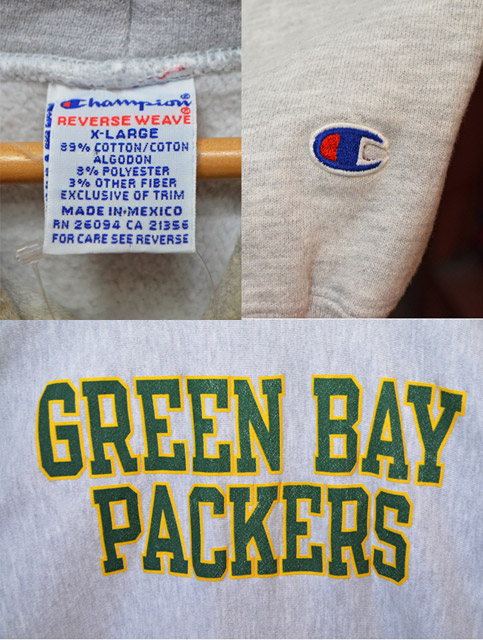 Champion®
REVERSE WEAVE®
X-LARGE
89% COTTON/COTON
ALGODON
8% POLYESTER
3% OTHER FIBER
EXCLUSIVE OF TRIM
MADE IN MEXICO
RN 26094 CA 21356
FOR CARE SEE REVERSE
GREEN BAY
PACKERS